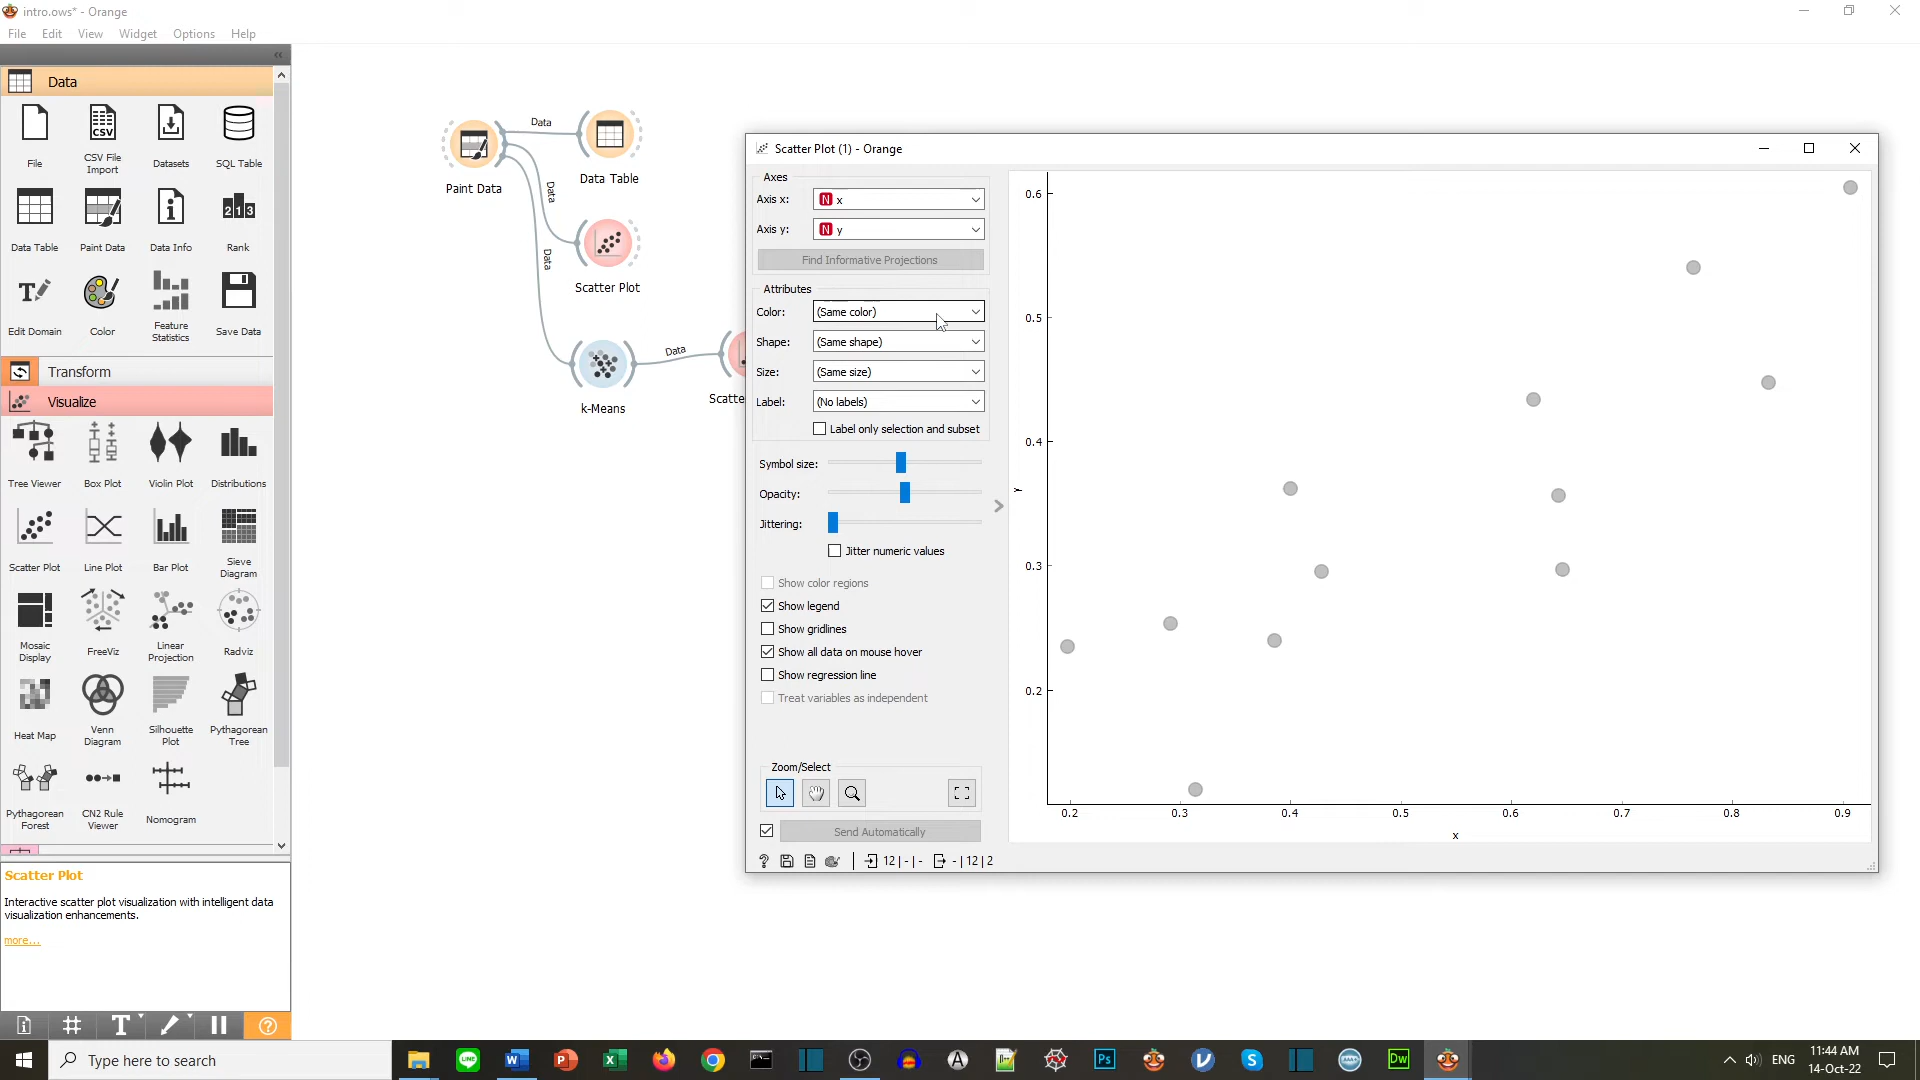 intro.ows* - Orange
File Edit View Widget Options Help
Data
File
CSV File
Import
Datasets
SQL Table
Data Table
Paint Data
Data Info
Rank
Edit Domain
Color
Feature
Statistics
Save Data
Transform
Visualize
Tree Viewer
Box Plot
Violin Plot
Distributions
Scatter Plot
Line Plot
Bar Plot
Sieve
Diagram
Mosaic
Display
FreeViz
Linear
Projection
Radviz
Heat Map
Venn
Diagram
Silhouette
Plot
Pythagorean
Tree
Pythagorean
Forest
CN2 Rule
Viewer
Nomogram
Scatter Plot
Interactive scatter plot visualization with intelligent data
visualization enhancements.
more...
Paint Data
Data
Data Table
Data
Scatter Plot
Data
k-Means
Data
Scatte
Scatter Plot (1) - Orange
Axes
Axis x: N x
Axis y: N y
Find Informative Projections
Attributes
Color: (Same color)
Shape: (Same shape)
Size: (Same size)
Label: (No labels)
Label only selection and subset
Symbol size:
Opacity:
Jittering:
Jitter numeric values
Show color regions
Show legend
Show gridlines
Show all data on mouse hover
Show regression line
Treat variables as independent
Zoom/Select
Send Automatically
? 12 | - | - - | 12 | 2
0.6
0.5
0.4
0.3
0.2
y
0.2 0.3 0.4 0.5 0.6 0.7 0.8 0.9
x
Type here to search
ENG
11:44 AM
14-Oct-22